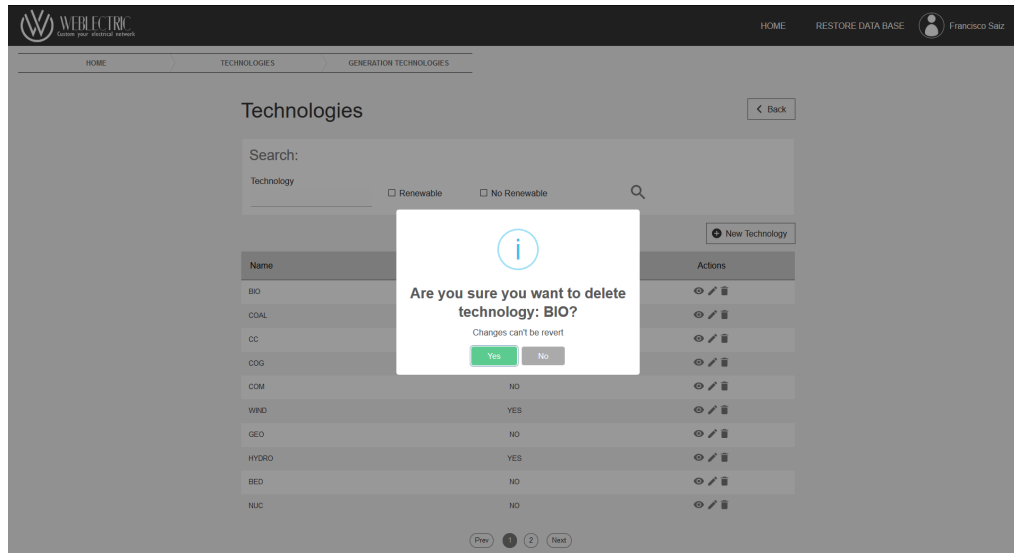 WEBLECTRIC
Custom your electrical network
HOME RESTORE DATA BASE Francisco Saiz
HOME TECHNOLOGIES GENERATION TECHNOLOGIES
Technologies
Back
Search:
Technology
Renewable No Renewable
New Technology
Name Actions
BIO
COAL
CC
COG
COM NO
WIND YES
GEO NO
HYDRO YES
BED NO
NUC NO
Prev 1 2 Next
i
Are you sure you want to delete
technology: BIO?
Changes can't be revert
Yes No